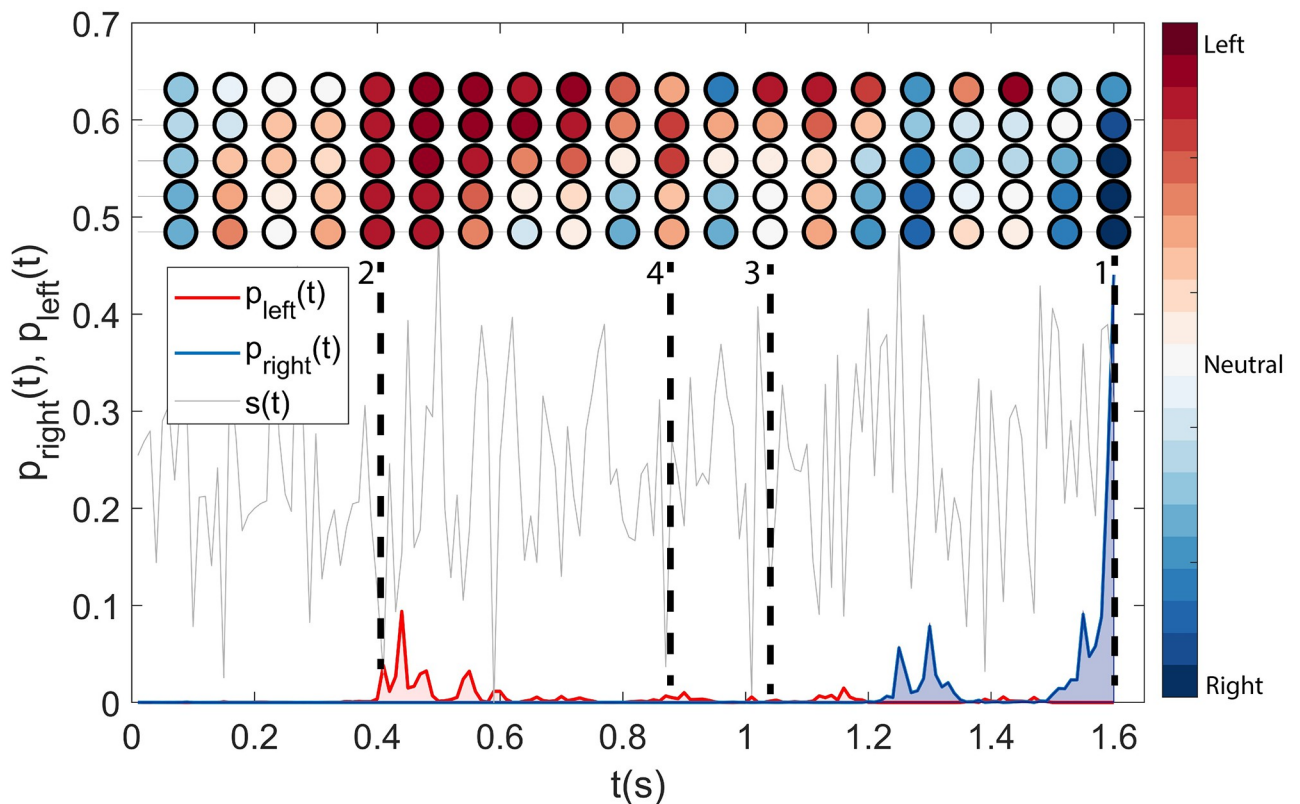 0.7
0.6
0.5
0.4
0.3
0.2
0.1
0
p_right(t), p_left(t)
2
4
3
1
p_left(t)
p_right(t)
s(t)
0
0.2
0.4
0.6
0.8
1
1.2
1.4
1.6
t(s)
Left
Neutral
Right